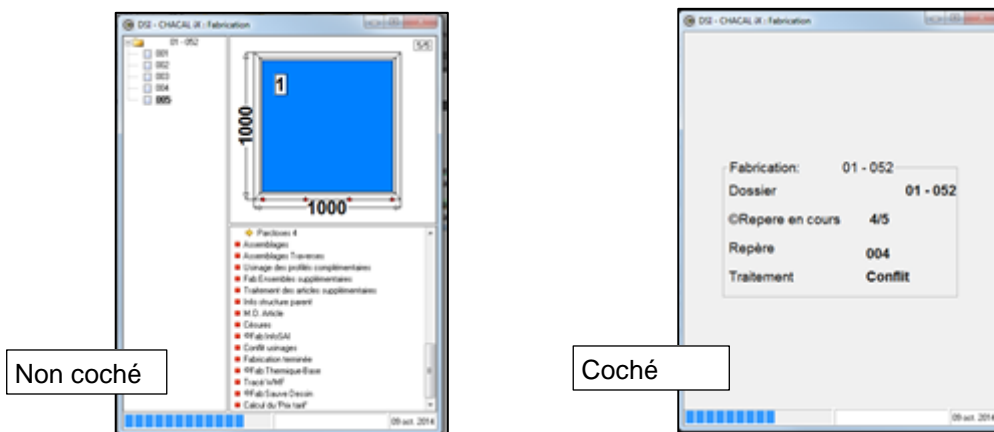 DSI - CHACAL iX : Fabrication
01 - 052
001
002
003
004
005
5/5
1
1000
1000
Parcloses 4
Assemblages
Assemblages Traverses
Usinage des profilés complémentaires
Fab Ensembles supplémentaires
Traitement des articles supplémentaires
Info structure parent
M.O. Article
Césures
©Fab InfoSAI
Conflit usinages
Fabrication terminée
©Fab Thermique Base
Tracé WMF
©Fab Sauve Dessin
Calcul du 'Prix tarif'
09 oct. 2014
Non coché
DSI - CHACAL iX : Fabrication
Fabrication: 01 - 052
Dossier 01 - 052
©Repere en cours 4/5
Repère 004
Traitement Conflit
09 oct. 2014
Coché